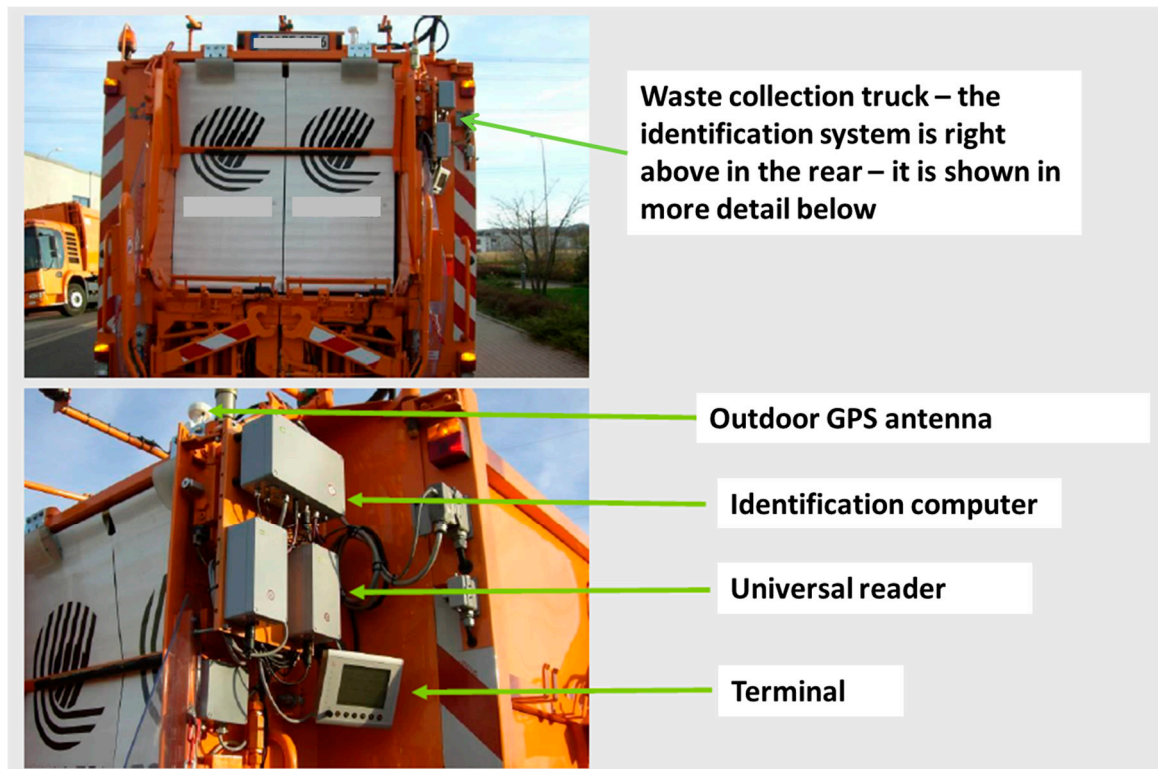 Waste collection truck – the
identification system is right
above in the rear – it is shown in
more detail below
Outdoor GPS antenna
Identification computer
Universal reader
Terminal